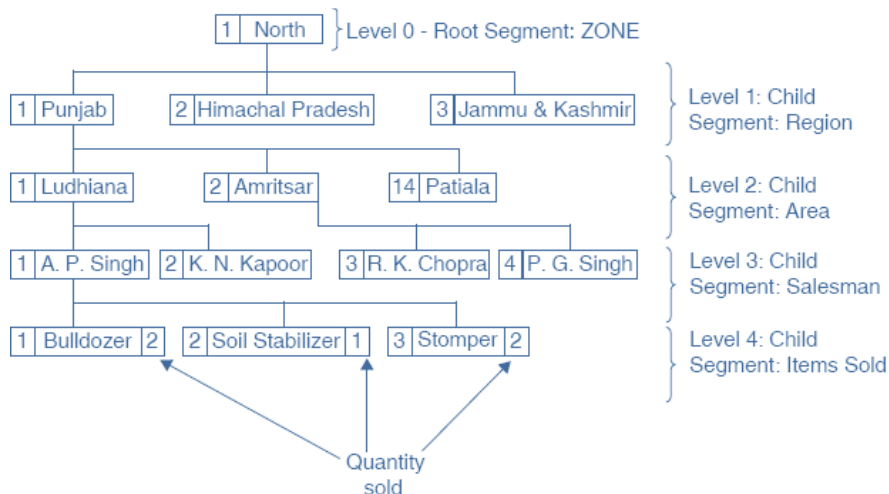 1 North Level 0 - Root Segment: ZONE
1 Punjab 2 Himachal Pradesh 3 Jammu & Kashmir
Level 1: Child
Segment: Region
1 Ludhiana 2 Amritsar 14 Patiala
Level 2: Child
Segment: Area
1 A. P. Singh 2 K. N. Kapoor 3 R. K. Chopra 4 P. G. Singh
Level 3: Child
Segment: Salesman
1 Bulldozer 2 2 Soil Stabilizer 1 3 Stomper 2
Level 4: Child
Segment: Items Sold
Quantity
sold